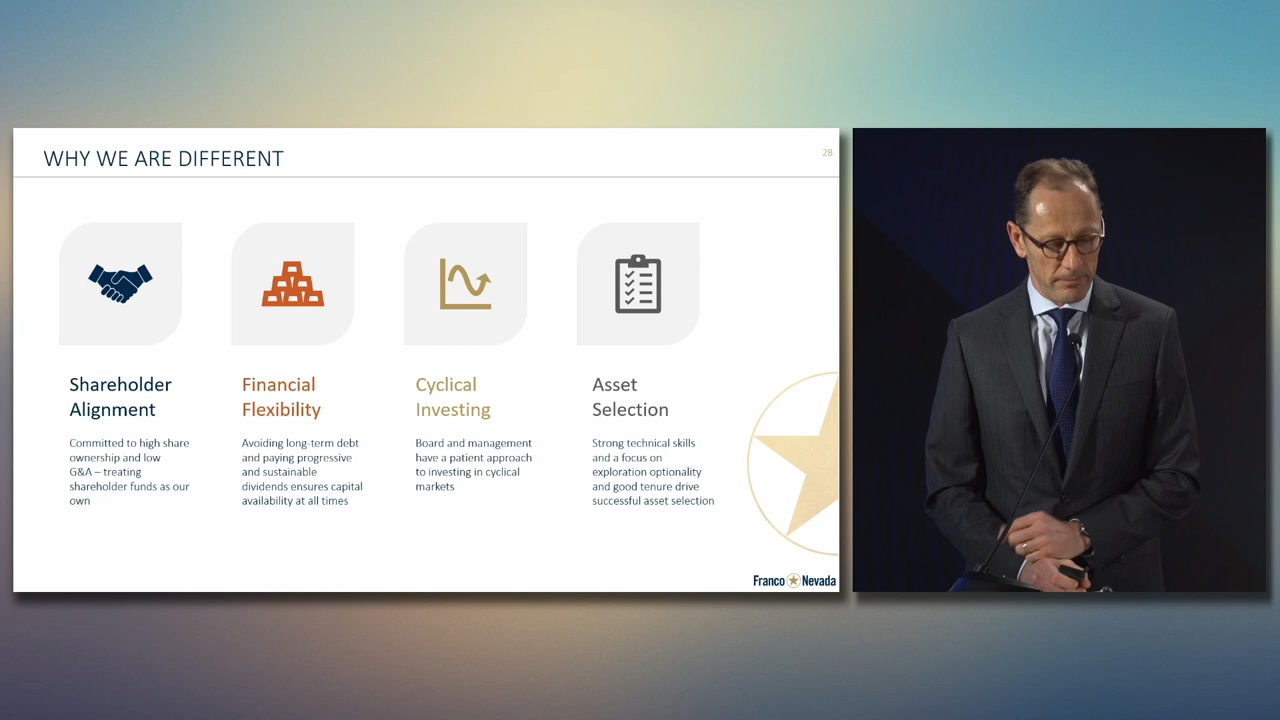 WHY WE ARE DIFFERENT
28
Shareholder
Alignment
Committed to high share
ownership and low
G&A – treating
shareholder funds as our
own
Financial
Flexibility
Avoiding long-term debt
and paying progressive
and sustainable
dividends ensures capital
availability at all times
Cyclical
Investing
Board and management
have a patient approach
to investing in cyclical
markets
Asset
Selection
Strong technical skills
and a focus on
exploration optionality
and good tenure drive
successful asset selection
Franco Nevada